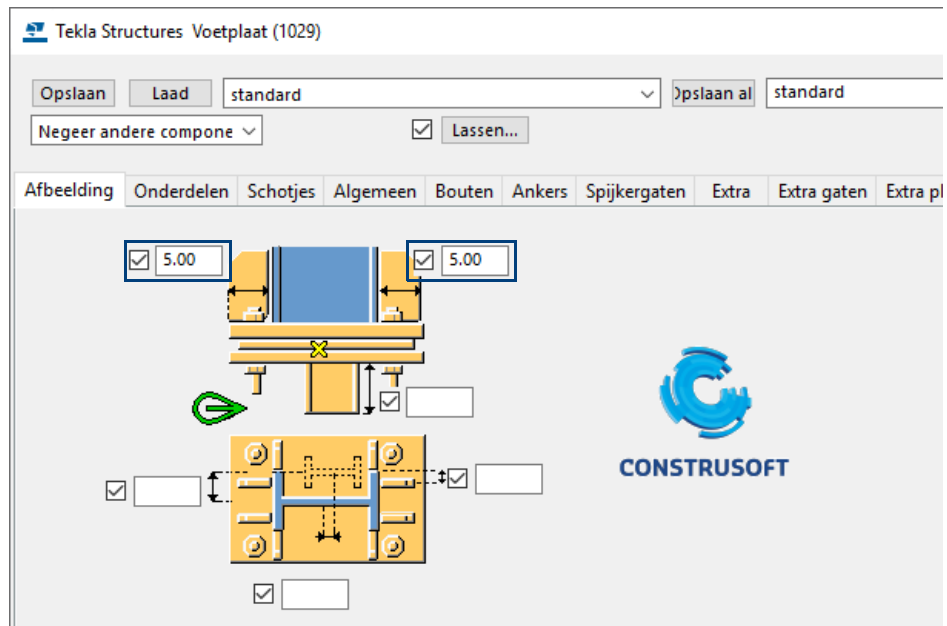 Tekla Structures Voetplaat (1029)
Opslaan Laad standard Opslaan al standard
Negeer andere compone Lassen...
Afbeelding Onderdelen Schotjes Algemeen Bouten Ankers Spijkergaten Extra Extra gaten Extra pl
5.00 5.00
CONSTRUSOFT